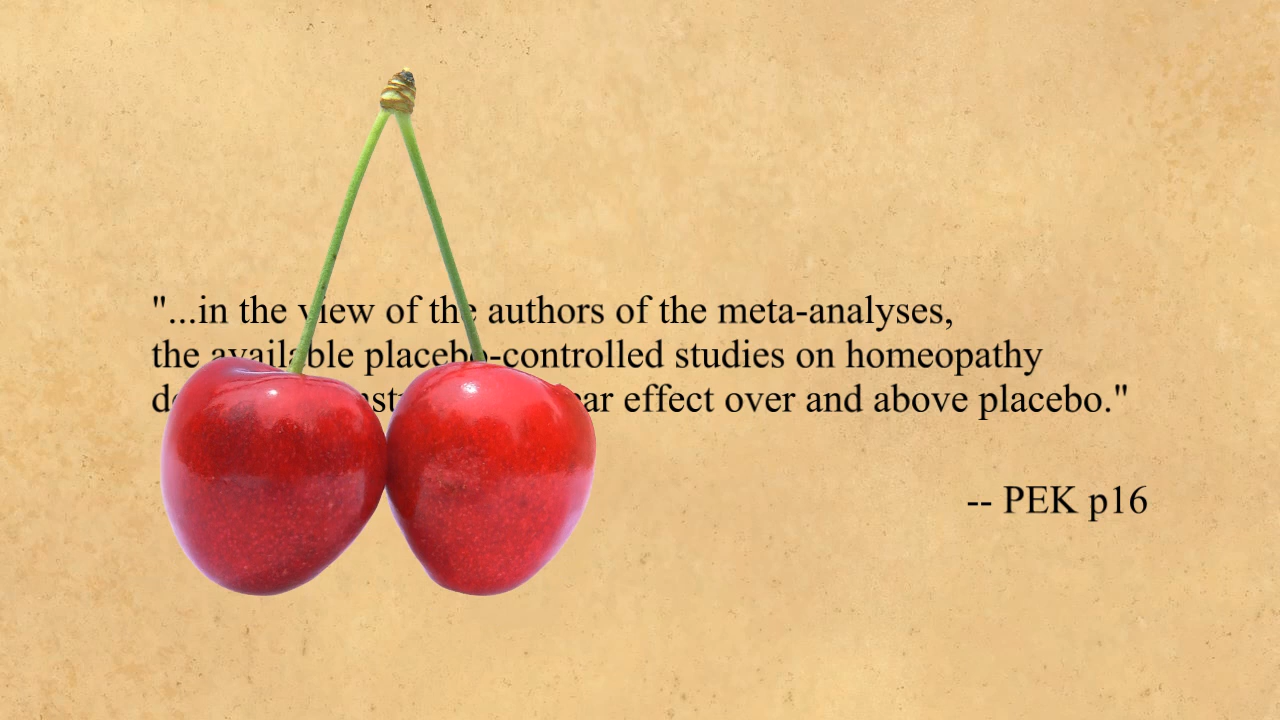 "...in the view of the authors of the meta-analyses,
the available placebo-controlled studies on homeopathy
effect over and above placebo."
-- PEK p16